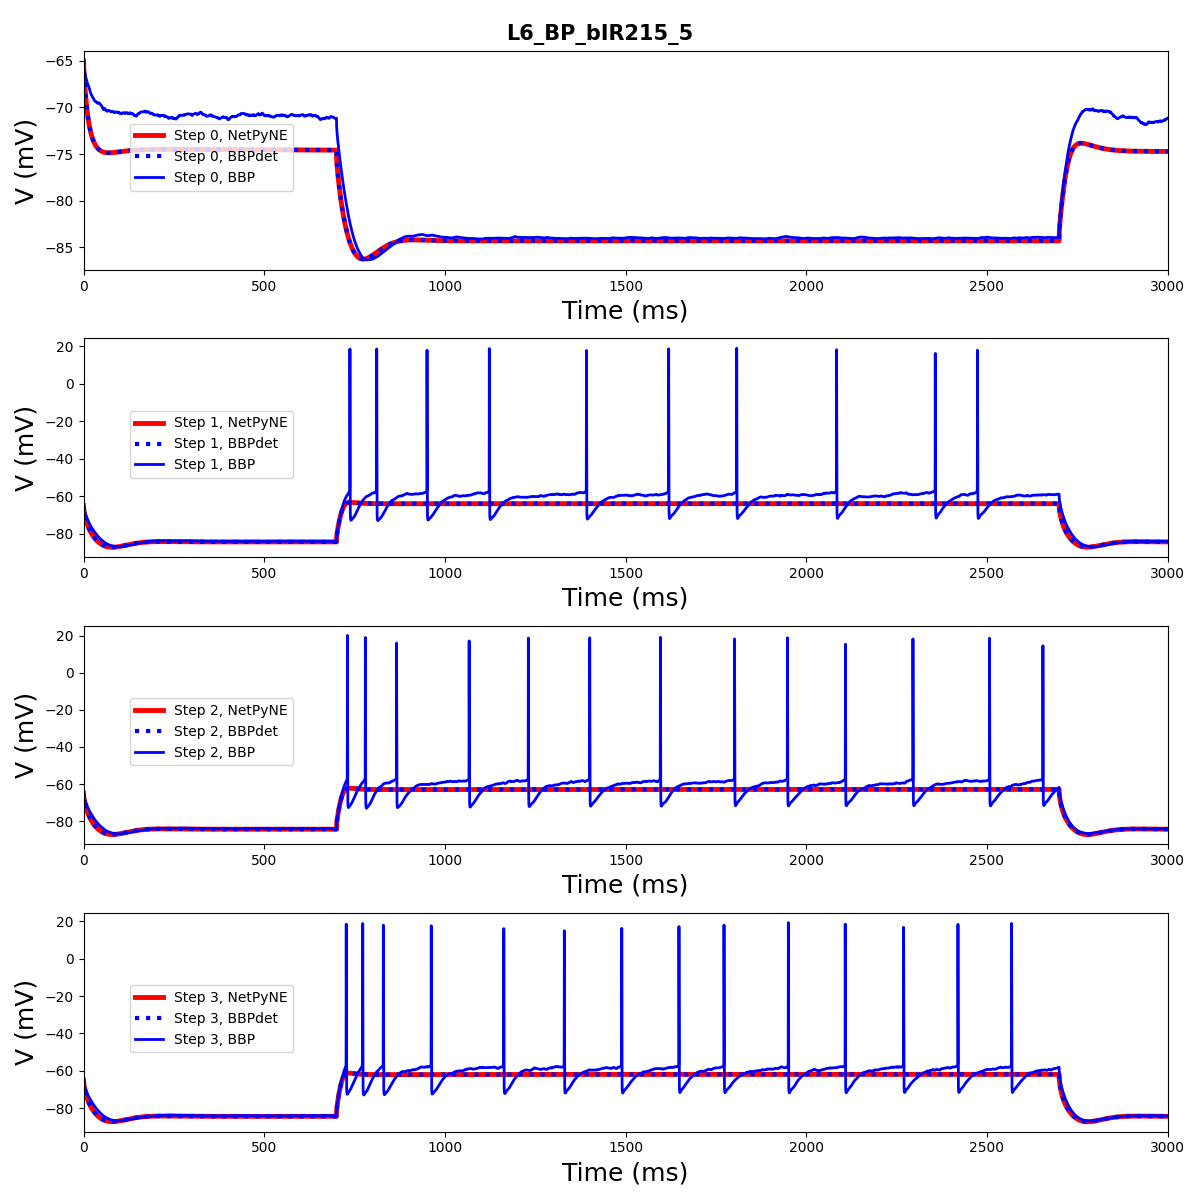 L6_BP_bIR215_5
−65
−70
−75
−80
−85
V (mV)
Step 0, NetPyNE
Step 0, BBPdet
Step 0, BBP
0 500 1000 1500 2000 2500 3000
Time (ms)
20
0
−20
−40
−60
−80
V (mV)
Step 1, NetPyNE
Step 1, BBPdet
Step 1, BBP
0 500 1000 1500 2000 2500 3000
Time (ms)
20
0
−20
−40
−60
−80
V (mV)
Step 2, NetPyNE
Step 2, BBPdet
Step 2, BBP
0 500 1000 1500 2000 2500 3000
Time (ms)
20
0
−20
−40
−60
−80
V (mV)
Step 3, NetPyNE
Step 3, BBPdet
Step 3, BBP
0 500 1000 1500 2000 2500 3000
Time (ms)